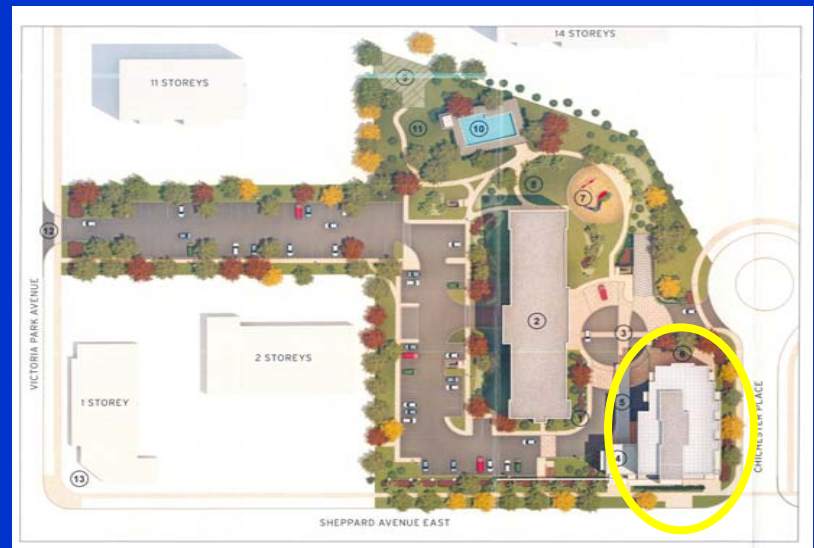 14 STOREYS
11 STOREYS
9
11
10
8
7
12
2
3
VICTORIA PARK AVENUE
2 STOREYS
6
1 STOREY
5
1
CHICHESTER PLACE
4
13
SHEPPARD AVENUE EAST